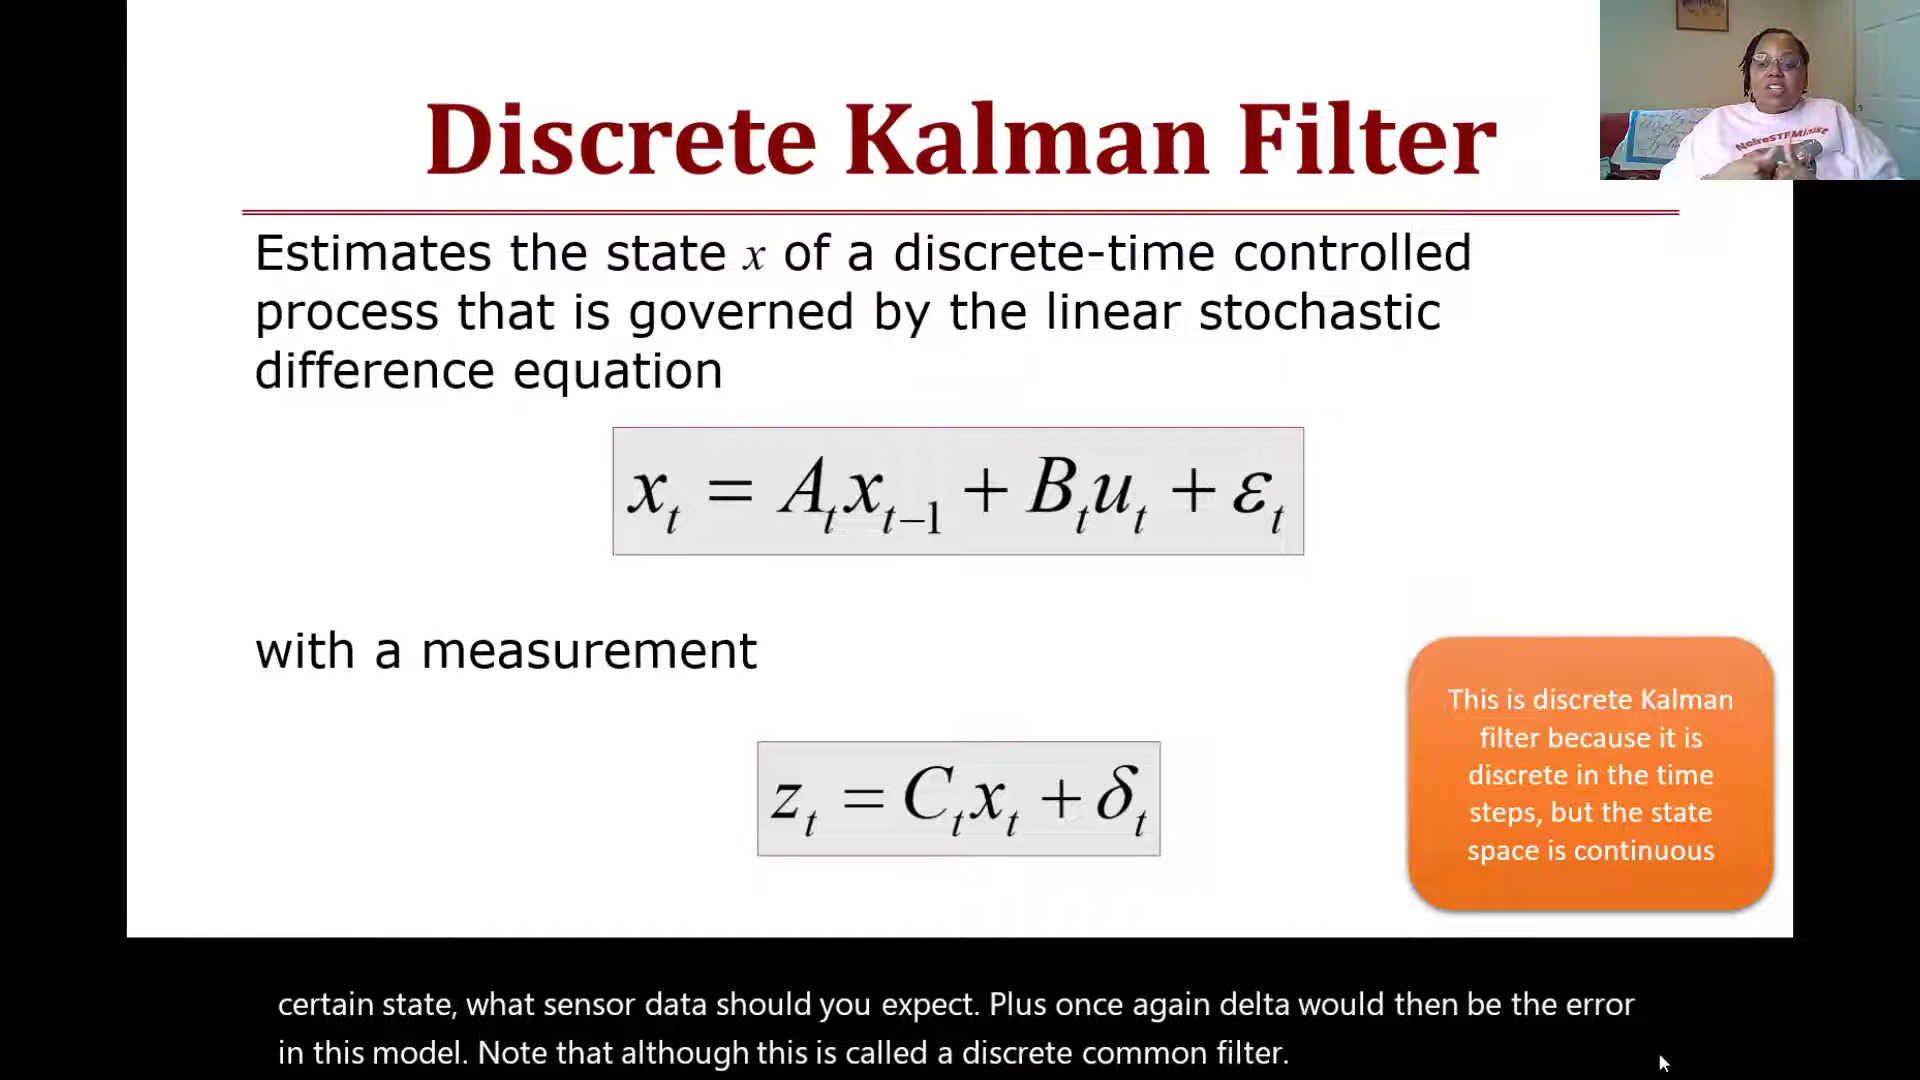 Discrete Kalman Filter
NoireSTEMinist
Estimates the state x of a discrete-time controlled
process that is governed by the linear stochastic
difference equation
x_t = A_t x_{t-1} + B_t u_t + ε_t
with a measurement
z_t = C_t x_t + δ_t
This is discrete Kalman
filter because it is
discrete in the time
steps, but the state
space is continuous
certain state, what sensor data should you expect. Plus once again delta would then be the error
in this model. Note that although this is called a discrete common filter.